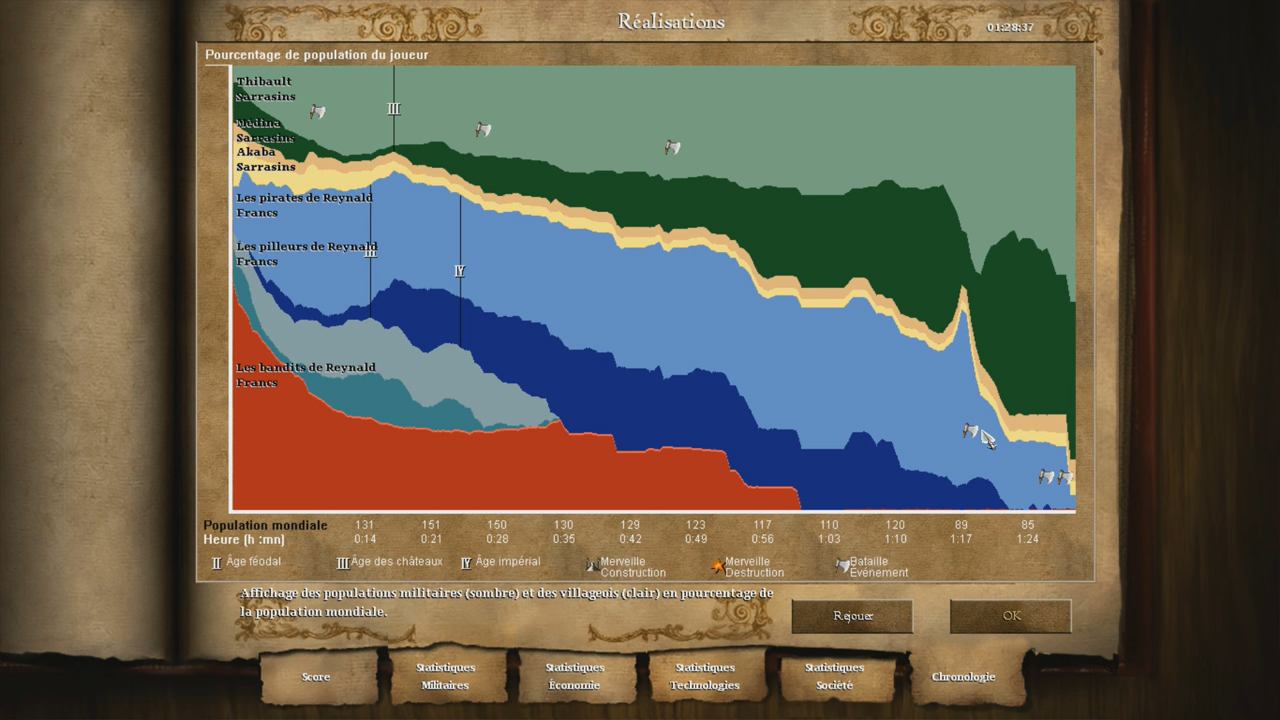 Réalisations
01:28:37
Pourcentage de population du joueur
Thibault
Sarrasins
III
Médina
Sarrasins
Akaba
Sarrasins
Les pirates de Reynald
Francs
Les pilleurs de Reynald
III
Francs
IV
Les bandits de Reynald
Francs
Population mondiale 131 151 150 130 129 123 117 110 120 89 85
Heure (h :mn) 0:14 0:21 0:28 0:35 0:42 0:49 0:56 1:03 1:10 1:17 1:24
II Âge féodal III Âge des châteaux IV Âge impérial Merveille Merveille Bataille
Construction Destruction Evénement
Affichage des populations militaires (sombre) et des villageois (clair) en pourcentage de
la population mondiale.
Rejouer OK
Score
Statistiques
Militaires
Statistiques
Économie
Statistiques
Technologies
Statistiques
Société
Chronologie